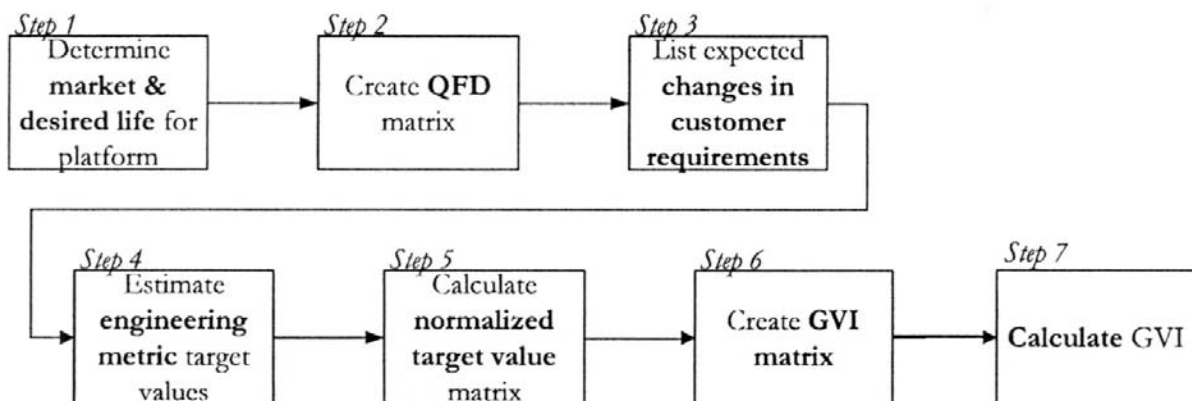 Step 1
Determine
market &
desired life for
platform
Step 2
Create QFD
matrix
Step 3
List expected
changes in
customer
requirements
Step 4
Estimate
engineering
metric target
values
Step 5
Calculate
normalized
target value
matrix
Step 6
Create GVI
matrix
Step 7
Calculate GVI